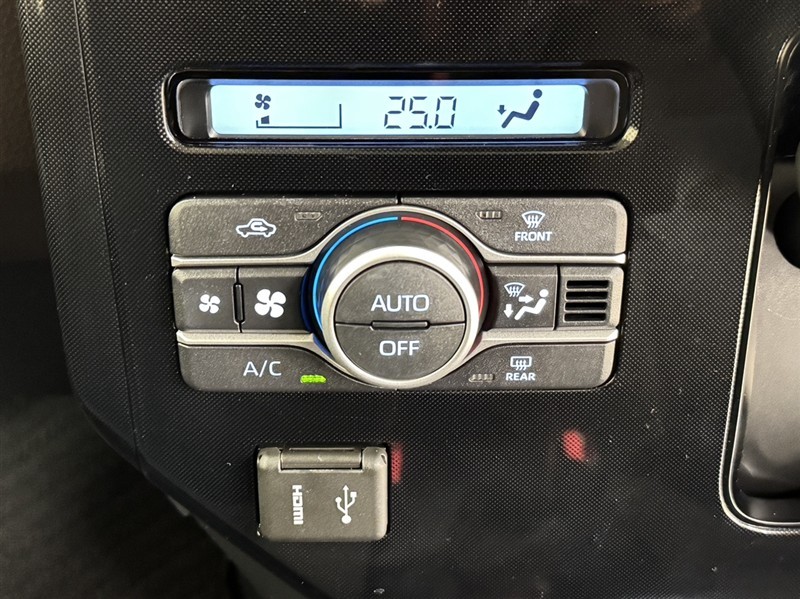 25.0
FRONT
AUTO
OFF
A/C
REAR
HDMI